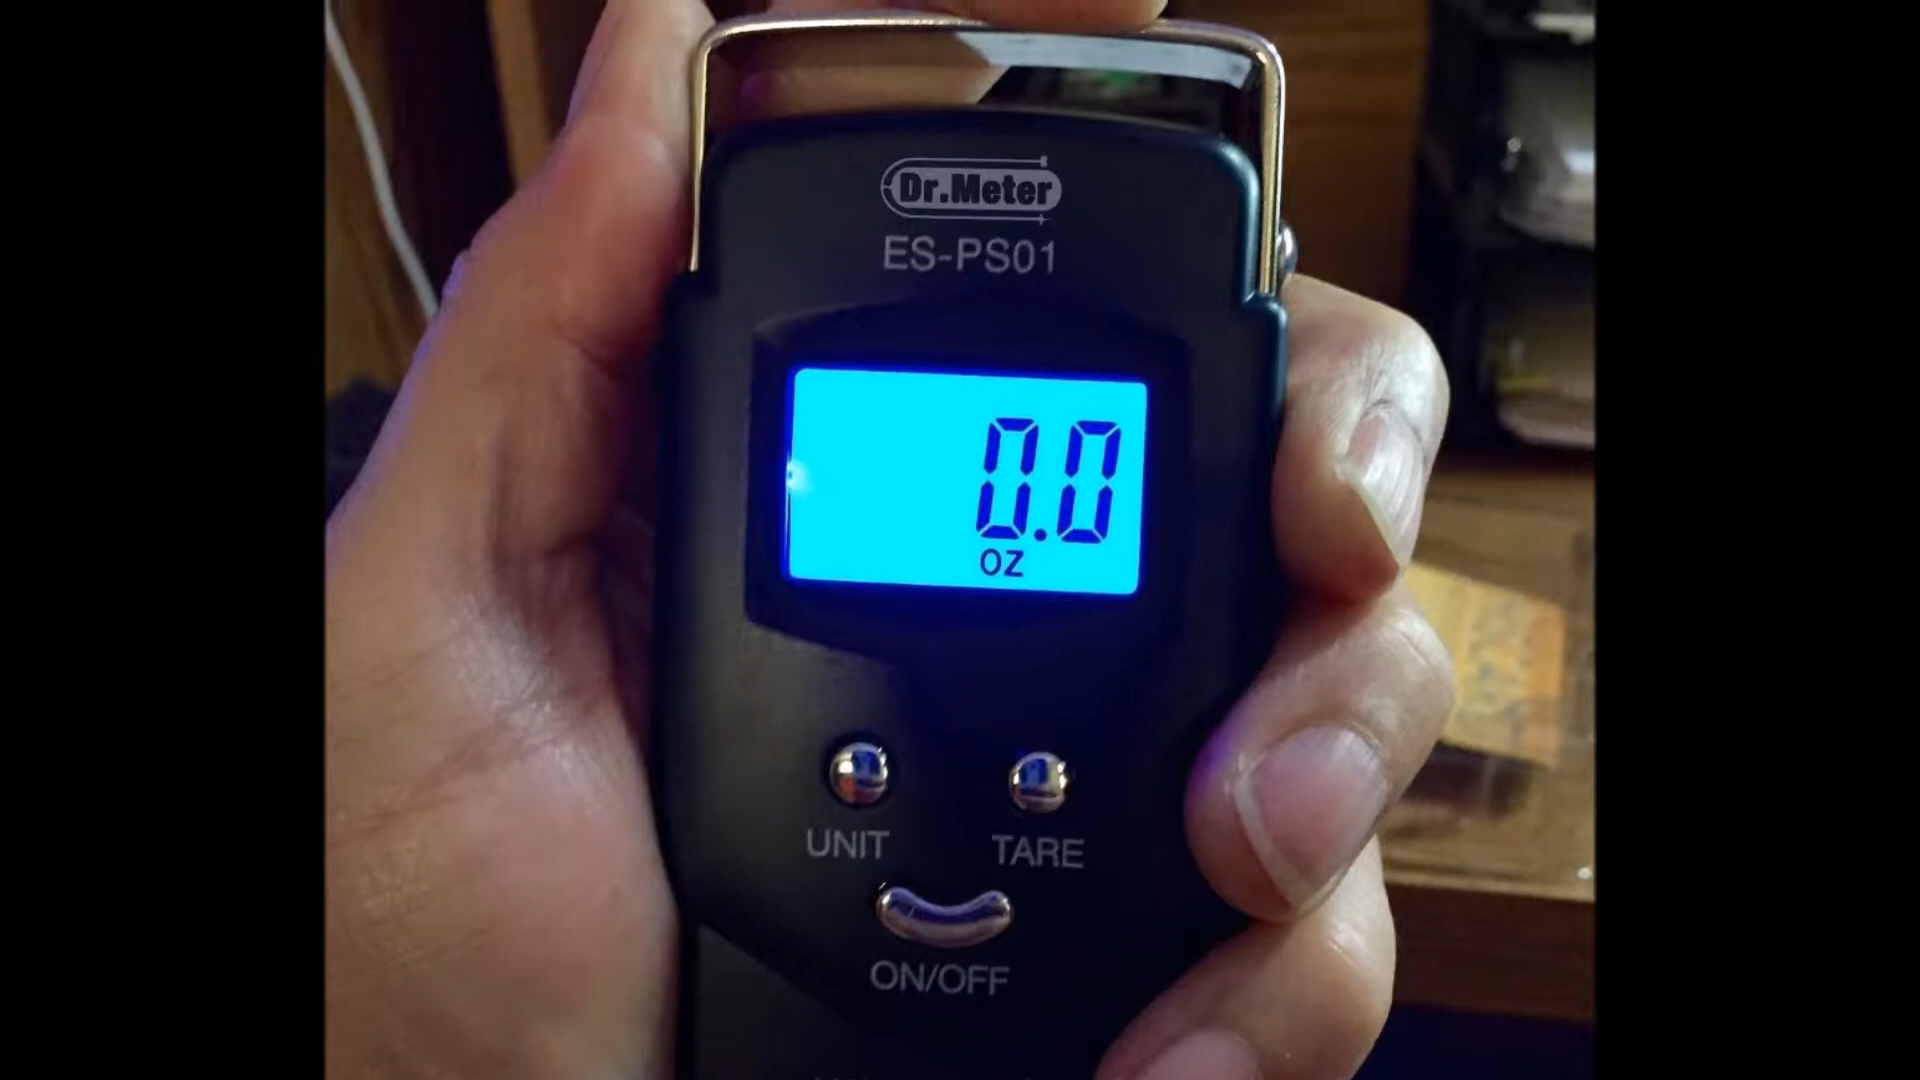 Dr.Meter
ES-PS01
0.0
OZ
UNIT TARE
ON/OFF